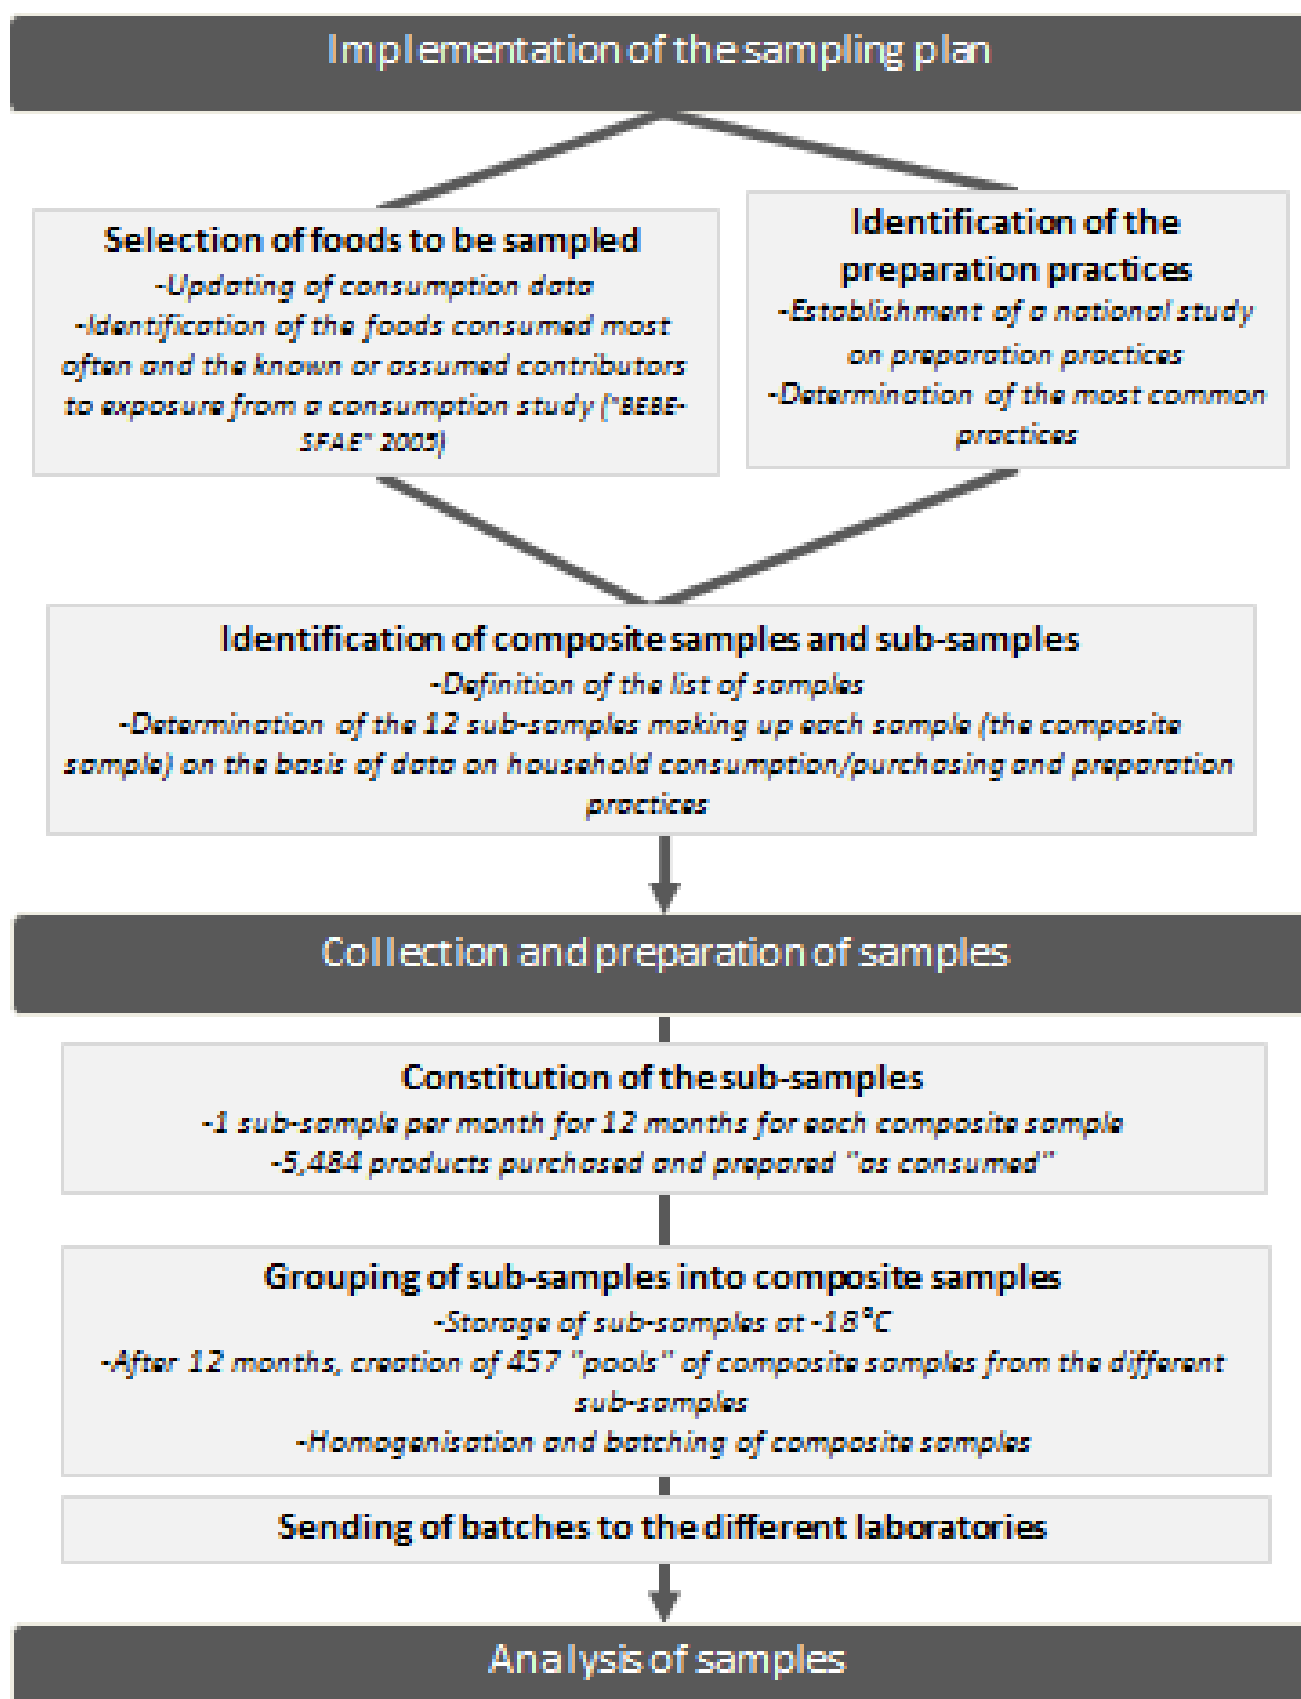 Implementation of the sampling plan
Selection of foods to be sampled
-Updating of consumption data
-Identification of the foods consumed most
often and the known or assumed contributors
to exposure from a consumption study ("BEBE-
SFAE" 2005)
Identification of the
preparation practices
-Establishment of a national study
on preparation practices
-Determination of the most common
practices
Identification of composite samples and sub-samples
-Definition of the list of samples
-Determination of the 12 sub-samples making up each sample (the composite
sample) on the basis of data on household consumption/purchasing and preparation
practices
Collection and preparation of samples
Constitution of the sub-samples
-1 sub-sample per month for 12 months for each composite sample
-5,484 products purchased and prepared "as consumed"
Grouping of sub-samples into composite samples
-Storage of sub-samples at -18°C
-After 12 months, creation of 457 "pools" of composite samples from the different
sub-samples
-Homogenisation and batching of composite samples
Sending of batches to the different laboratories
Analysis of samples